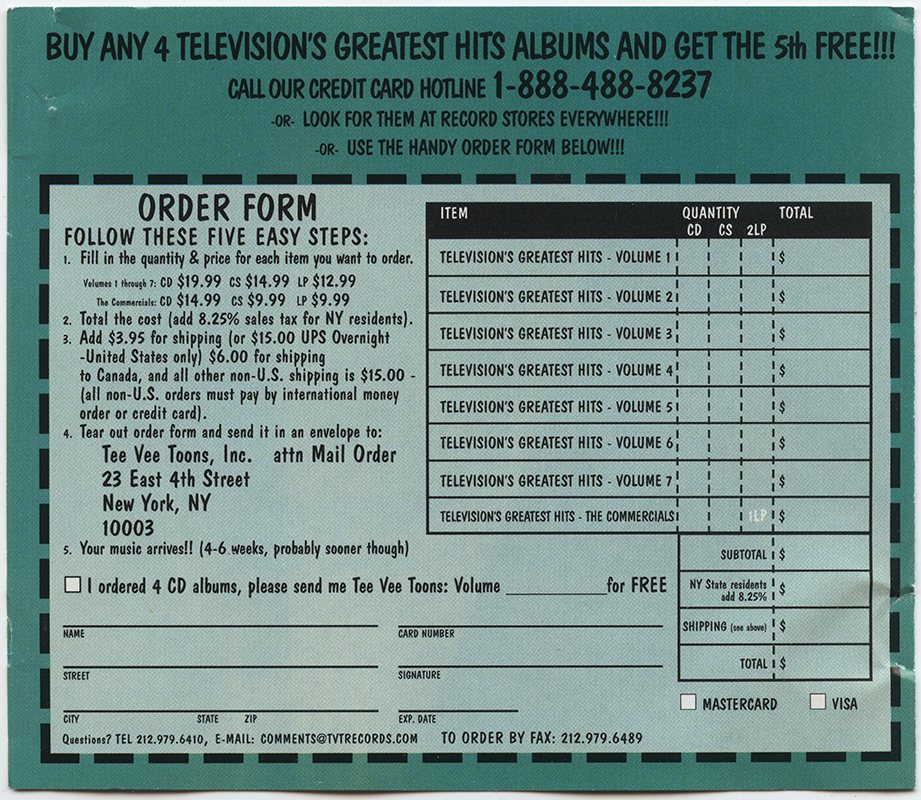 BUY ANY 4 TELEVISION'S GREATEST HITS ALBUMS AND GET THE 5th FREE!!!
CALL OUR CREDIT CARD HOTLINE 1-888-488-8237
-OR- LOOK FOR THEM AT RECORD STORES EVERYWHERE!!!
-OR- USE THE HANDY ORDER FORM BELOW!!!
ORDER FORM
FOLLOW THESE FIVE EASY STEPS:
1. Fill in the quantity & price for each item you want to order.
Volumes 1 through 7: CD $19.99 CS $14.99 LP $12.99
The Commercials: CD $14.99 CS $9.99 LP $9.99
2. Total the cost (add 8.25% sales tax for NY residents).
3. Add $3.95 for shipping (or $15.00 UPS Overnight
-United States only) $6.00 for shipping
to Canada, and all other non-U.S. shipping is $15.00 -
(all non-U.S. orders must pay by international money
order or credit card).
4. Tear out order form and send it in an envelope to:
Tee Vee Toons, Inc. attn Mail Order
23 East 4th Street
New York, NY
10003
5. Your music arrives!! (4-6 weeks, probably sooner though)
ITEM QUANTITY TOTAL
CD CS 2LP
TELEVISION'S GREATEST HITS - VOLUME 1 $
TELEVISION'S GREATEST HITS - VOLUME 2 $
TELEVISION'S GREATEST HITS - VOLUME 3 $
TELEVISION'S GREATEST HITS - VOLUME 4 $
TELEVISION'S GREATEST HITS - VOLUME 5 $
TELEVISION'S GREATEST HITS - VOLUME 6 $
TELEVISION'S GREATEST HITS - VOLUME 7 $
TELEVISION'S GREATEST HITS - THE COMMERCIALS 1LP $
SUBTOTAL $
NY State residents
add 8.25% $
SHIPPING (see above) $
TOTAL $
I ordered 4 CD albums, please send me Tee Vee Toons: Volume __________ for FREE
NAME CARD NUMBER
STREET SIGNATURE
CITY STATE ZIP EXP. DATE
MASTERCARD VISA
Questions? TEL 212.979.6410, E-MAIL: COMMENTS@TVTRECORDS.COM TO ORDER BY FAX: 212.979.6489